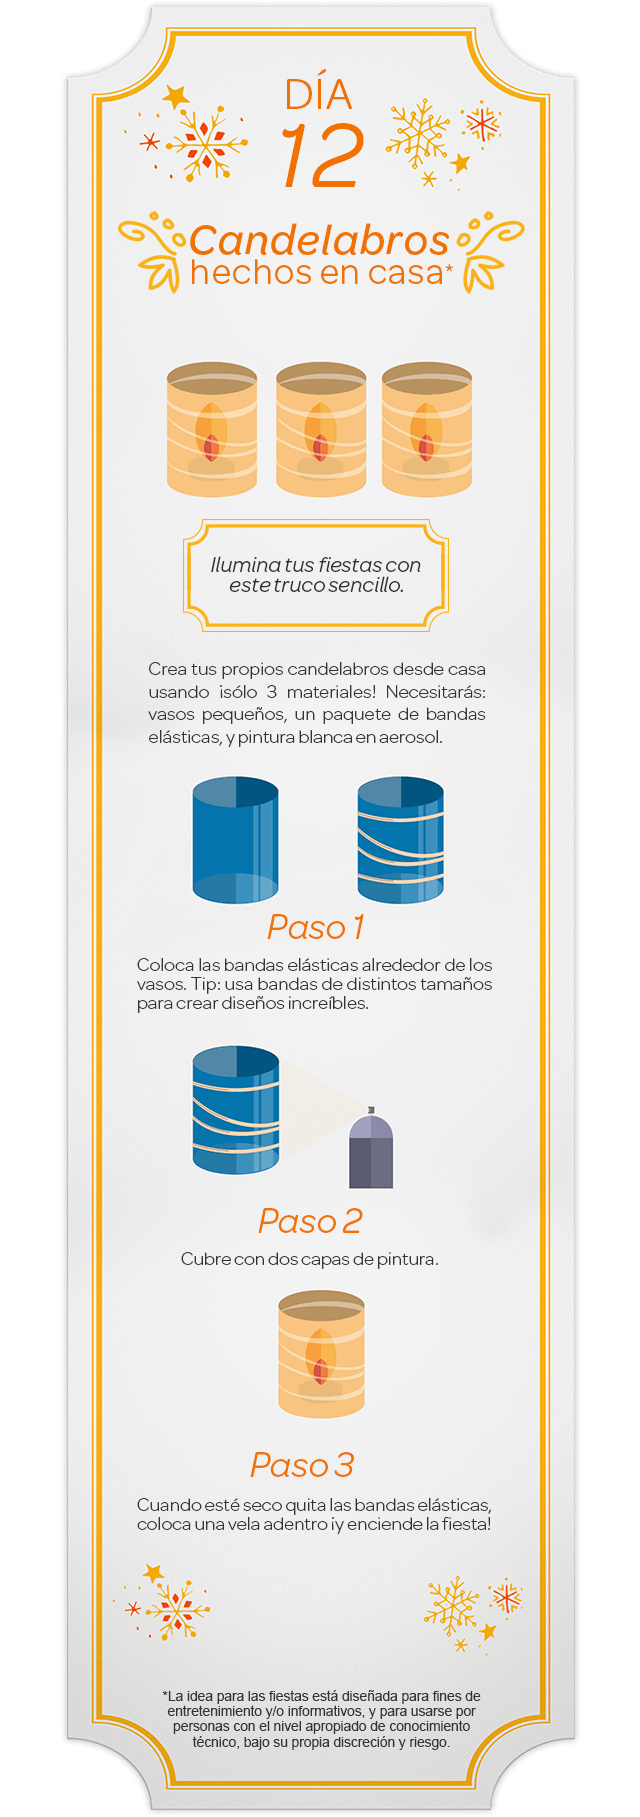 DÍA
12
Candelabros
hechos en casa*
Ilumina tus fiestas con
este truco sencillo.
Crea tus propios candelabros desde casa
usando ¡sólo 3 materiales! Necesitarás:
vasos pequeños, un paquete de bandas
elásticas, y pintura blanca en aerosol.
Paso 1
Coloca las bandas elásticas alrededor de los
vasos. Tip: usa bandas de distintos tamaños
para crear diseños increíbles.
Paso 2
Cubre con dos capas de pintura.
Paso 3
Cuando esté seco quita las bandas elásticas,
coloca una vela adentro ¡y enciende la fiesta!
*La idea para las fiestas está diseñada para fines de
entretenimiento y/o informativos, y para usarse por
personas con el nivel apropiado de conocimiento
técnico, bajo su propia discreción y riesgo.